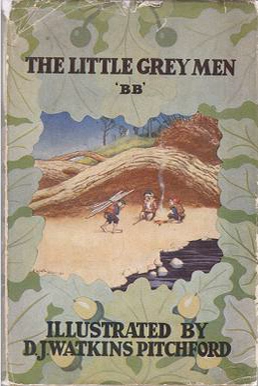 THE LITTLE GREY MEN
'BB'
ILLUSTRATED BY
D.J. WATKINS PITCHFORD